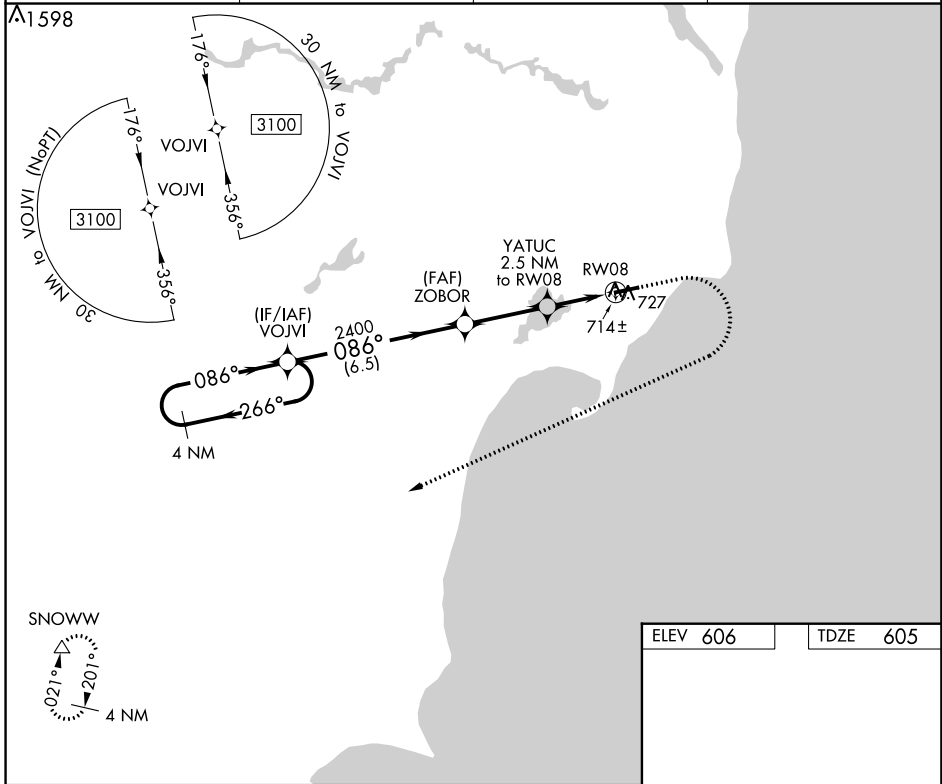 1598
176°
30 NM to VOJVI
3100
VOJVI
356°
30 NM to VOJVI (NoPT)
176°
VOJVI
3100
356°
YATUC
2.5 NM
to RW08
(FAF)
ZOBOR
RW08
727
714±
(IF/IAF)
VOJVI
2400
086°
(6.5)
086°
266°
4 NM
SNOWW
021°
201°
4 NM
ELEV 606
TDZE 605